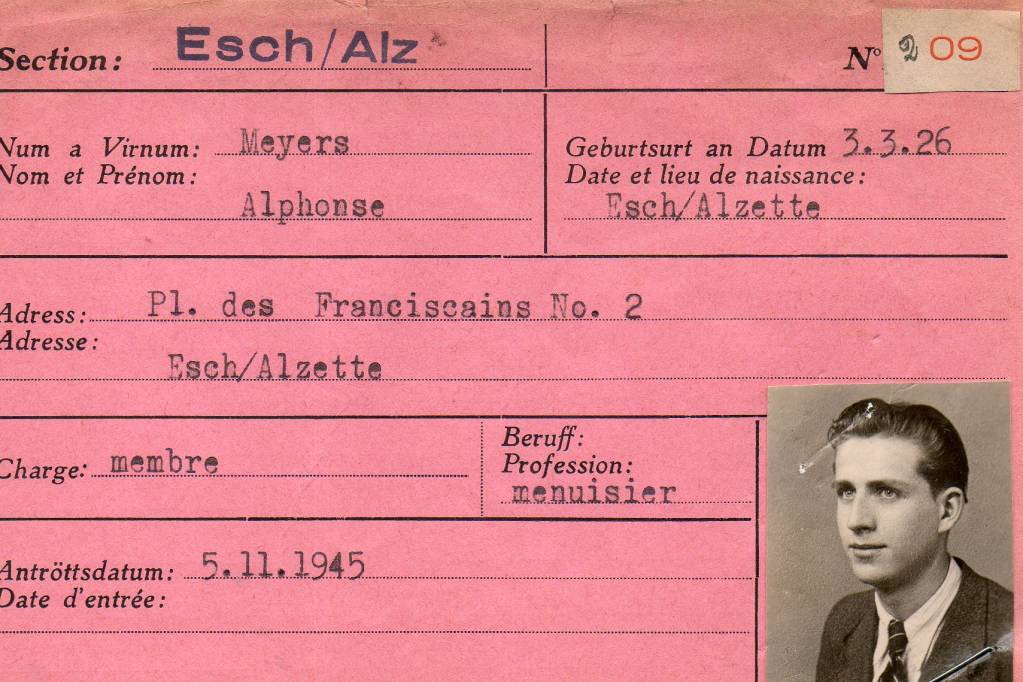 Section: Esch/Alz
N° 209
Num a Virnum: Meyers
Nom et Prénom:
Alphonse
Geburtsurt an Datum 3.3.26
Date et lieu de naissance:
Esch/Alzette
Adress: Pl. des Franciscains No. 2
Adresse:
Esch/Alzette
Charge: membre
Beruff:
Profession:
menuisier
Antröttsdatum: 5.11.1945
Date d'entrée: